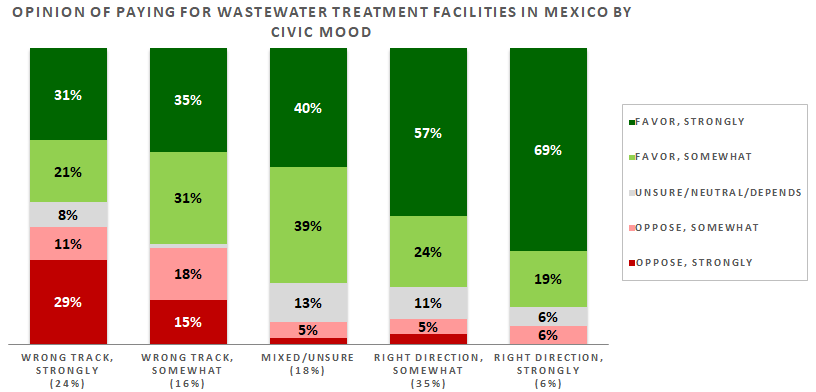 OPINION OF PAYING FOR WASTEWATER TREATMENT FACILITIES IN MEXICO BY
CIVIC MOOD
31%
35%
40%
57%
69%
21%
31%
39%
24%
19%
8%
13%
11%
6%
11%
18%
5%
5%
6%
29%
15%
WRONG TRACK,
STRONGLY
(24%)
WRONG TRACK,
SOMEWHAT
(16%)
MIXED/UNSURE
(18%)
RIGHT DIRECTION,
SOMEWHAT
(35%)
RIGHT DIRECTION,
STRONGLY
(6%)
FAVOR, STRONGLY
FAVOR, SOMEWHAT
UNSURE/NEUTRAL/DEPENDS
OPPOSE, SOMEWHAT
OPPOSE, STRONGLY